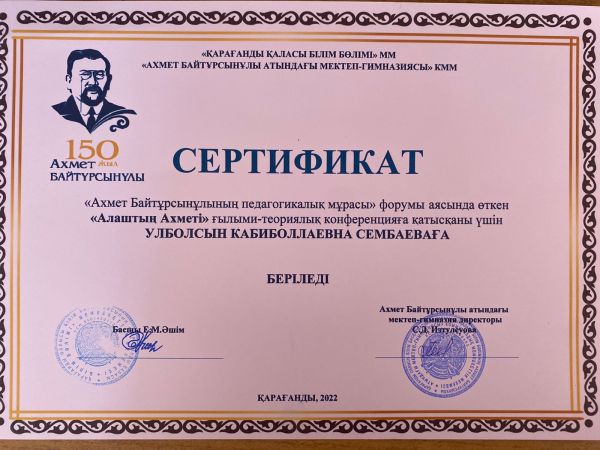 «ҚАРАҒАНДЫ ҚАЛАСЫ БІЛІМ БӨЛІМІ» ММ
«АХМЕТ БАЙТҰРСЫНҰЛЫ АТЫНДАҒЫ МЕКТЕП-ГИМНАЗИЯСЫ» КММ
150
жыл
Ахмет
БАЙТҰРСЫНҰЛЫ
СЕРТИФИКАТ
«Ахмет Байтұрсынұлының педагогикалық мұрасы» форумы аясында өткен
«Алаштың Ахметі» ғылыми-теориялық конференцияға қатысқаны үшін
УЛБОЛСЫН КАБИБОЛЛАЕВНА СЕМБАЕВАҒА
БЕРІЛЕДІ
Басшы Е.М.Әшім
Ахмет Байтұрсынұлы атындағы
мектеп-гимназия директоры
С.Д. Изтулеуова
ҚАРАҒАНДЫ, 2022